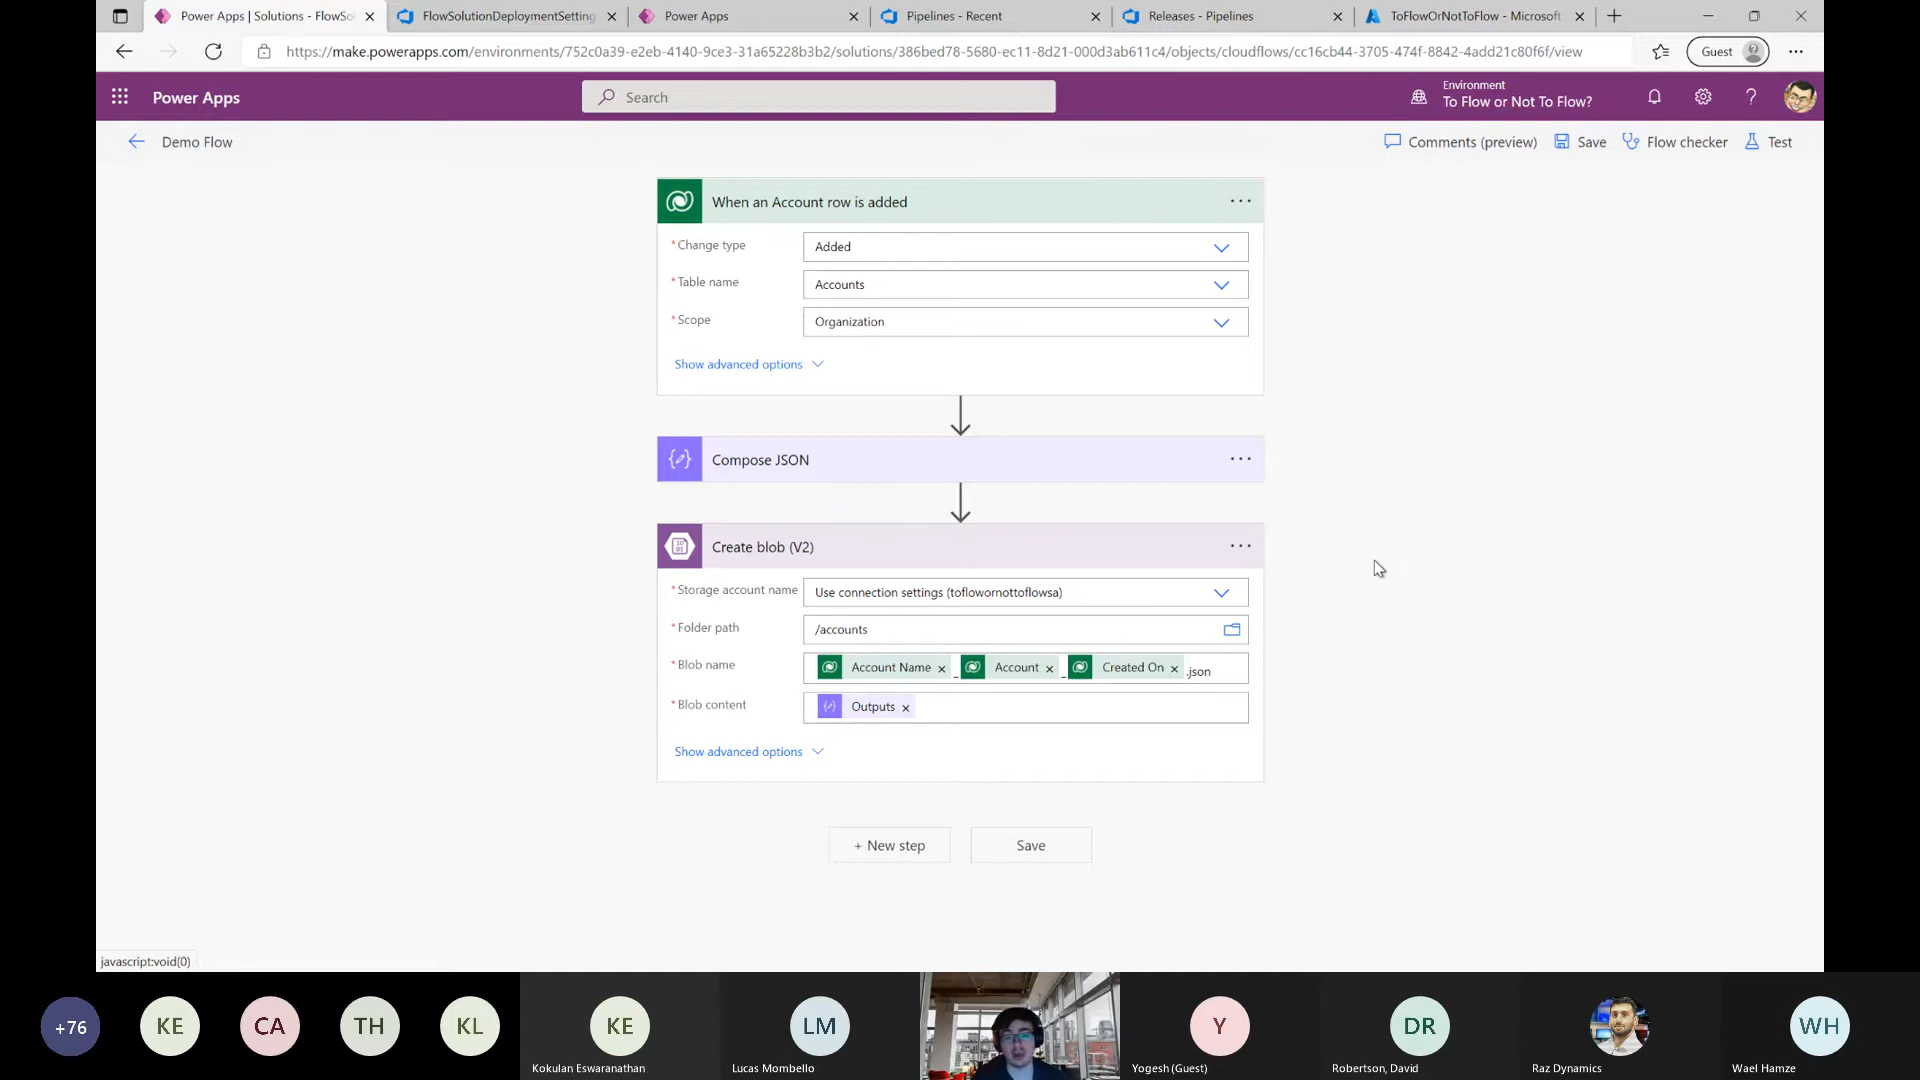 Power Apps | Solutions - FlowSo
FlowSolutionDeploymentSetting
Power Apps
Pipelines - Recent
Releases - Pipelines
ToFlowOrNotToFlow - Microsoft
https://make.powerapps.com/environments/752c0a39-e2eb-4140-9ce3-31a65228b3b2/solutions/386bed78-5680-ec11-8d21-000d3ab611c4/objects/cloudflows/cc16cb44-3705-474f-8842-4add21c80f6f/view
Guest
Power Apps
Search
Environment
To Flow or Not To Flow?
Demo Flow
Comments (preview)
Save
Flow checker
Test
When an Account row is added
* Change type
Added
* Table name
Accounts
* Scope
Organization
Show advanced options
Compose JSON
Create blob (V2)
* Storage account name
Use connection settings (toflowornottoflowsa)
* Folder path
/accounts
* Blob name
Account Name × _ Account × _ Created On × .json
* Blob content
Outputs ×
Show advanced options
+ New step
Save
javascript:void(0)
+76
KE
CA
TH
KL
KE
Kokulan Eswaranathan
LM
Lucas Mombello
Y
Yogesh (Guest)
DR
Robertson, David
Raz Dynamics
WH
Wael Hamze